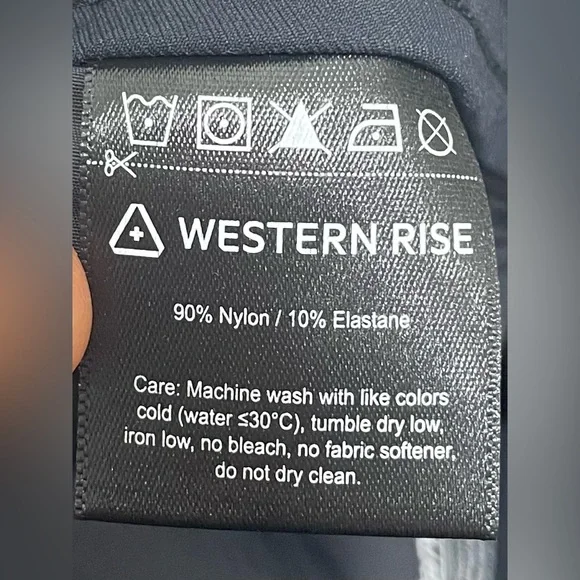 WESTERN RISE
90% Nylon / 10% Elastane
Care: Machine wash with like colors
cold (water ≤30°C), tumble dry low,
iron low, no bleach, no fabric softener,
do not dry clean.